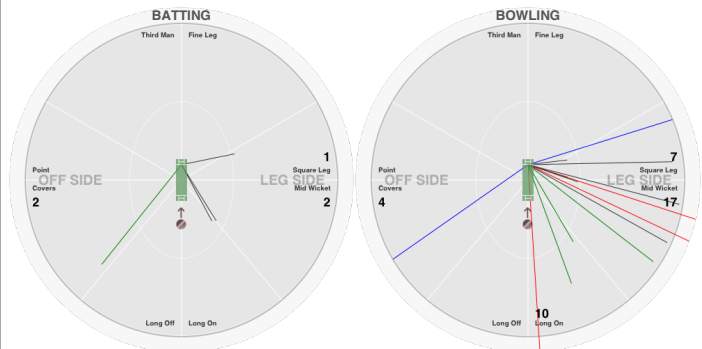 BATTING
Third Man Fine Leg
1
Point
Square Leg
OFF SIDE LEG SIDE
Covers
Mid Wicket
2
2
Long Off Long On
BOWLING
Third Man Fine Leg
7
Point
Square Leg
OFF SIDE LEG SIDE
Covers
Mid Wicket
4
17
10
Long Off Long On